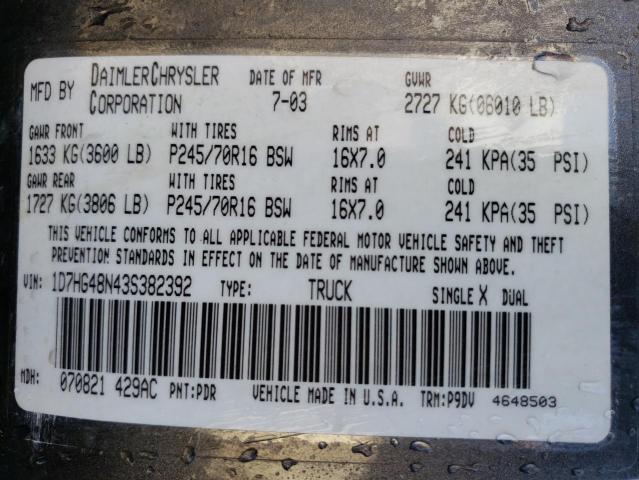 MFD BY DAIMLERCHRYSLER CORPORATION DATE OF MFR 7-03 GVWR 2727 KG(06010 LB)
GAWR FRONT WITH TIRES RIMS AT COLD
1633 KG(3600 LB) P245/70R16 BSW 16X7.0 241 KPA(35 PSI)
GAWR REAR WITH TIRES RIMS AT COLD
1727 KG(3806 LB) P245/70R16 BSW 16X7.0 241 KPA(35 PSI)
THIS VEHICLE CONFORMS TO ALL APPLICABLE FEDERAL MOTOR VEHICLE SAFETY AND THEFT
PREVENTION STANDARDS IN EFFECT ON THE DATE OF MANUFACTURE SHOWN ABOVE.
VIN: 1D7HG48N43S382392 TYPE: TRUCK SINGLE X DUAL
MDH: 070821 429AC PNT:PDR VEHICLE MADE IN U.S.A. TRM:P9DV 4648503